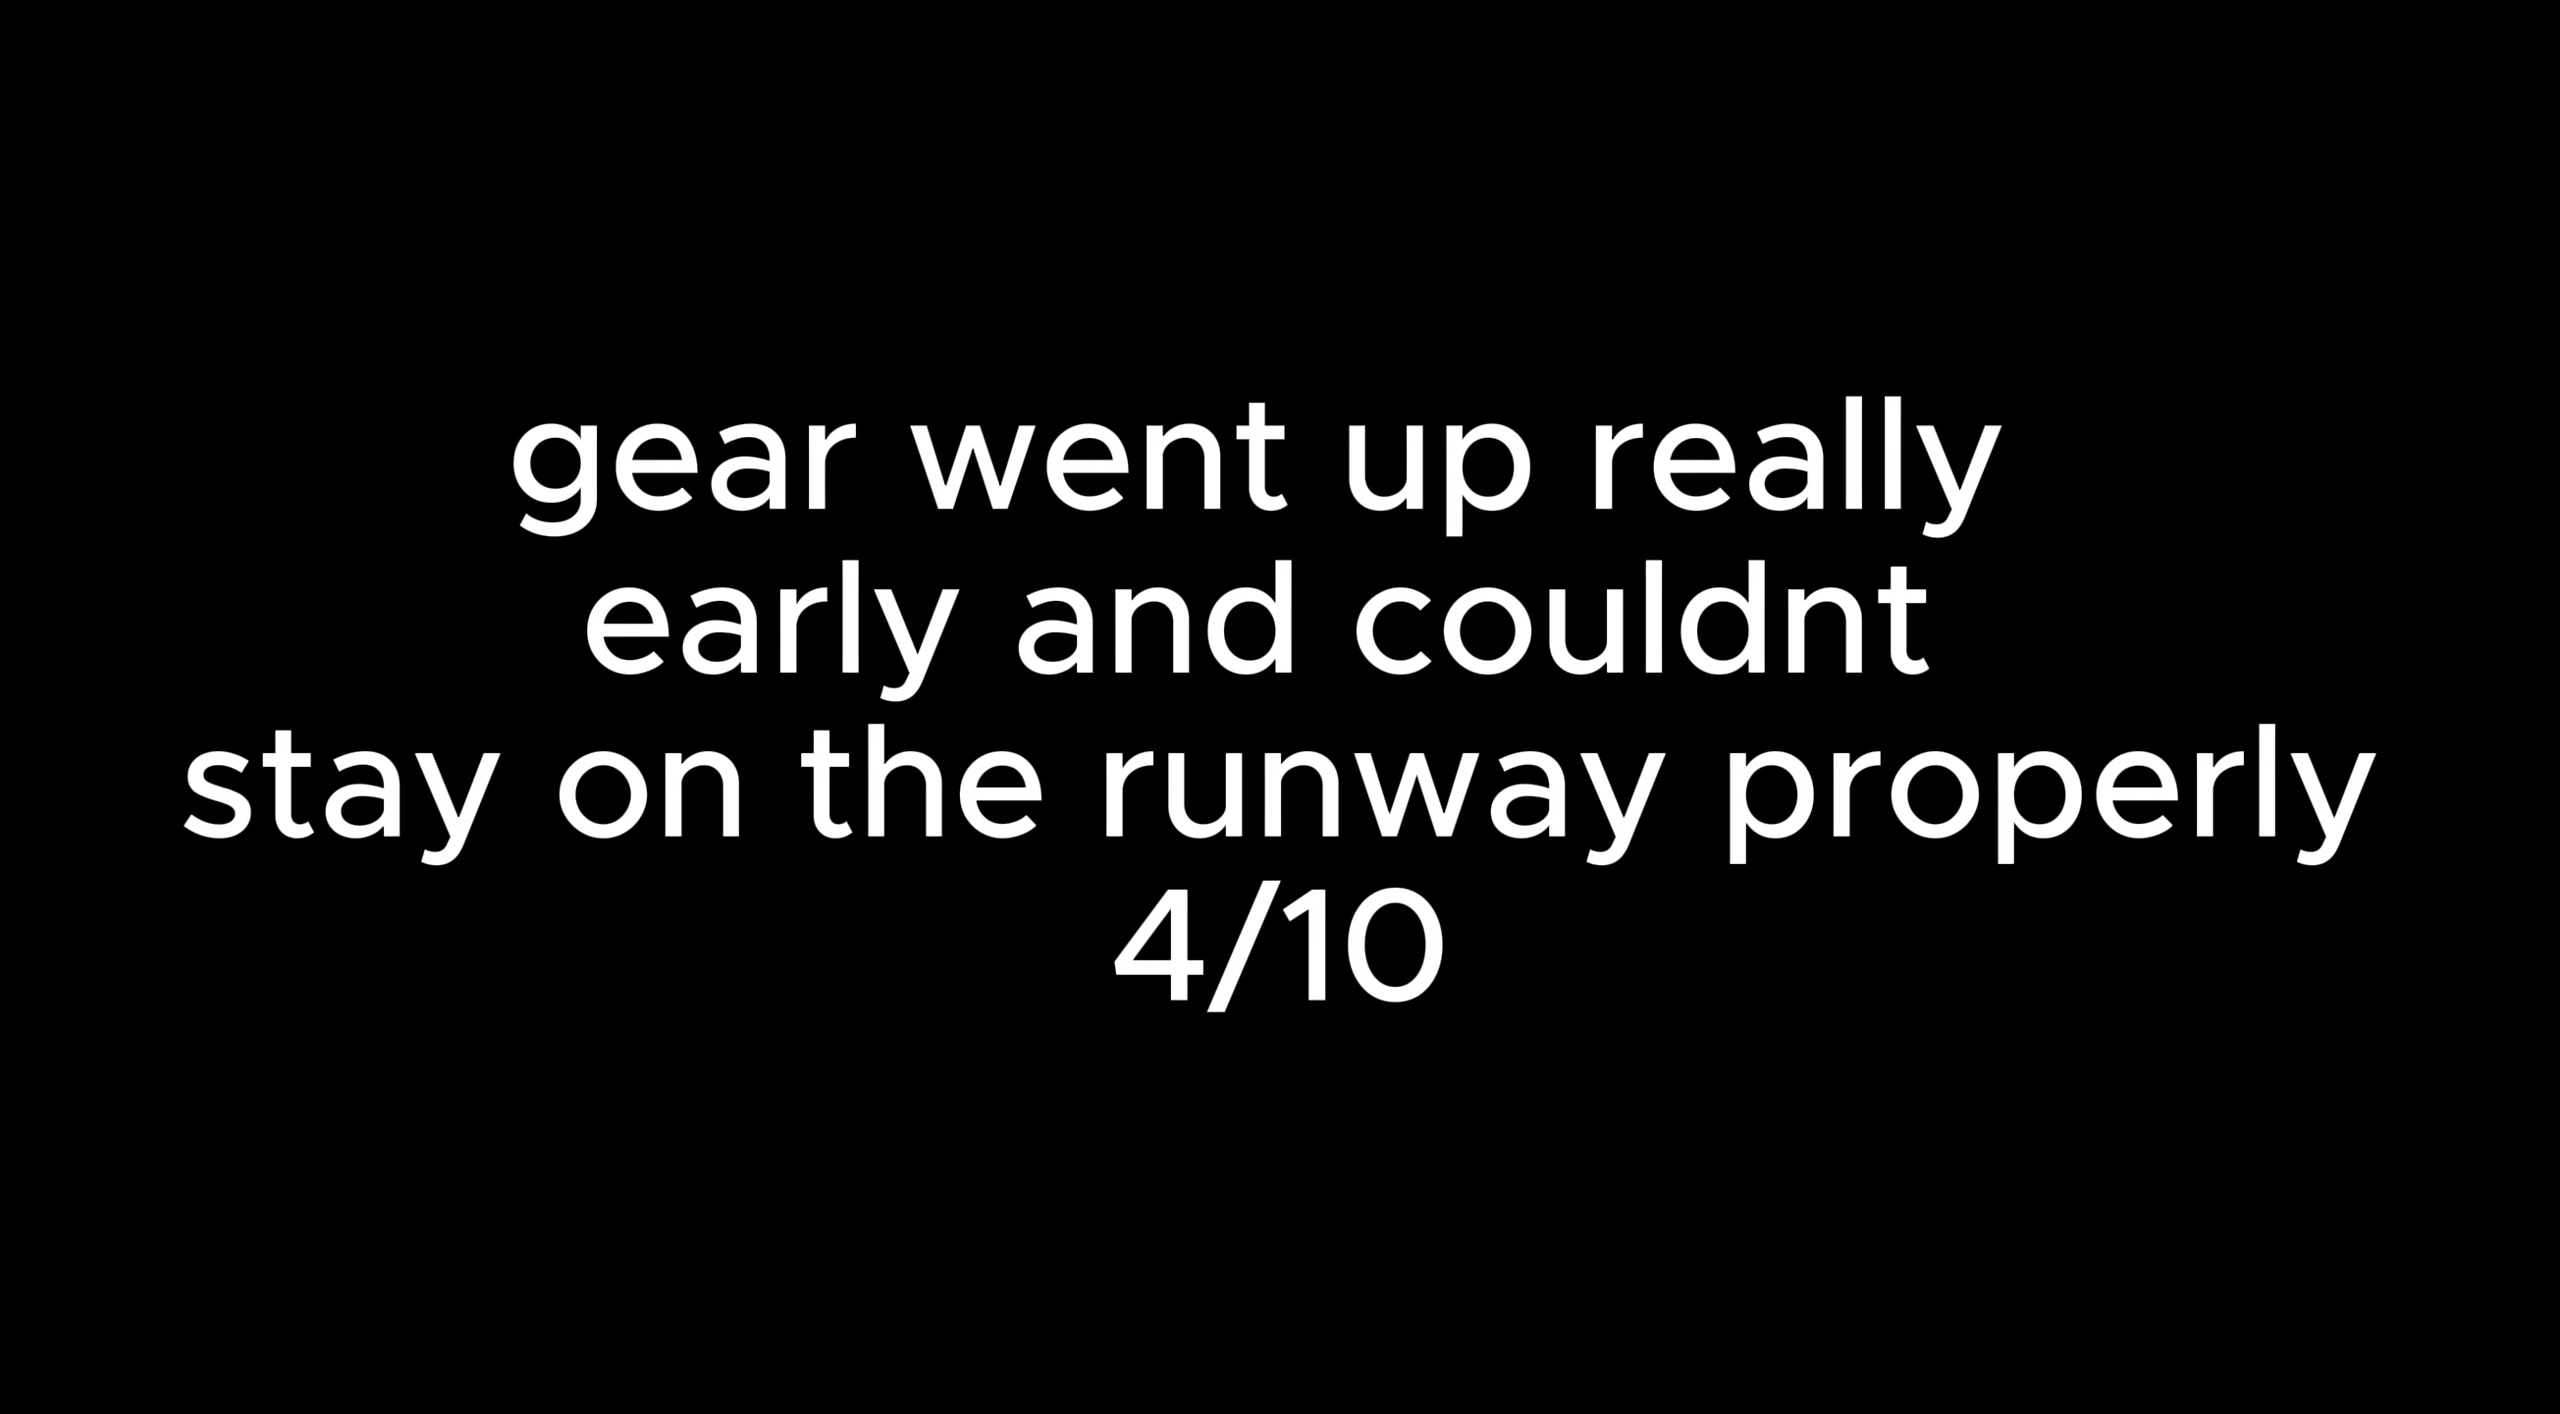 gear went up really
early and couldnt
stay on the runway properly
4/10